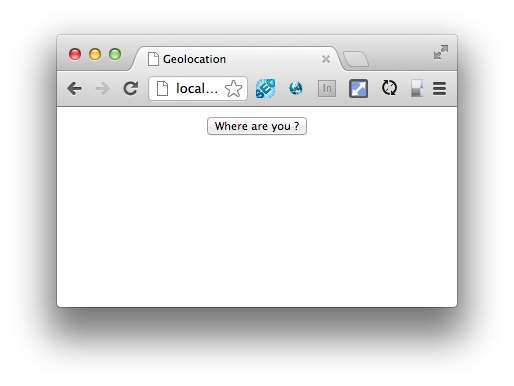 Geolocation
local...
In
Where are you ?